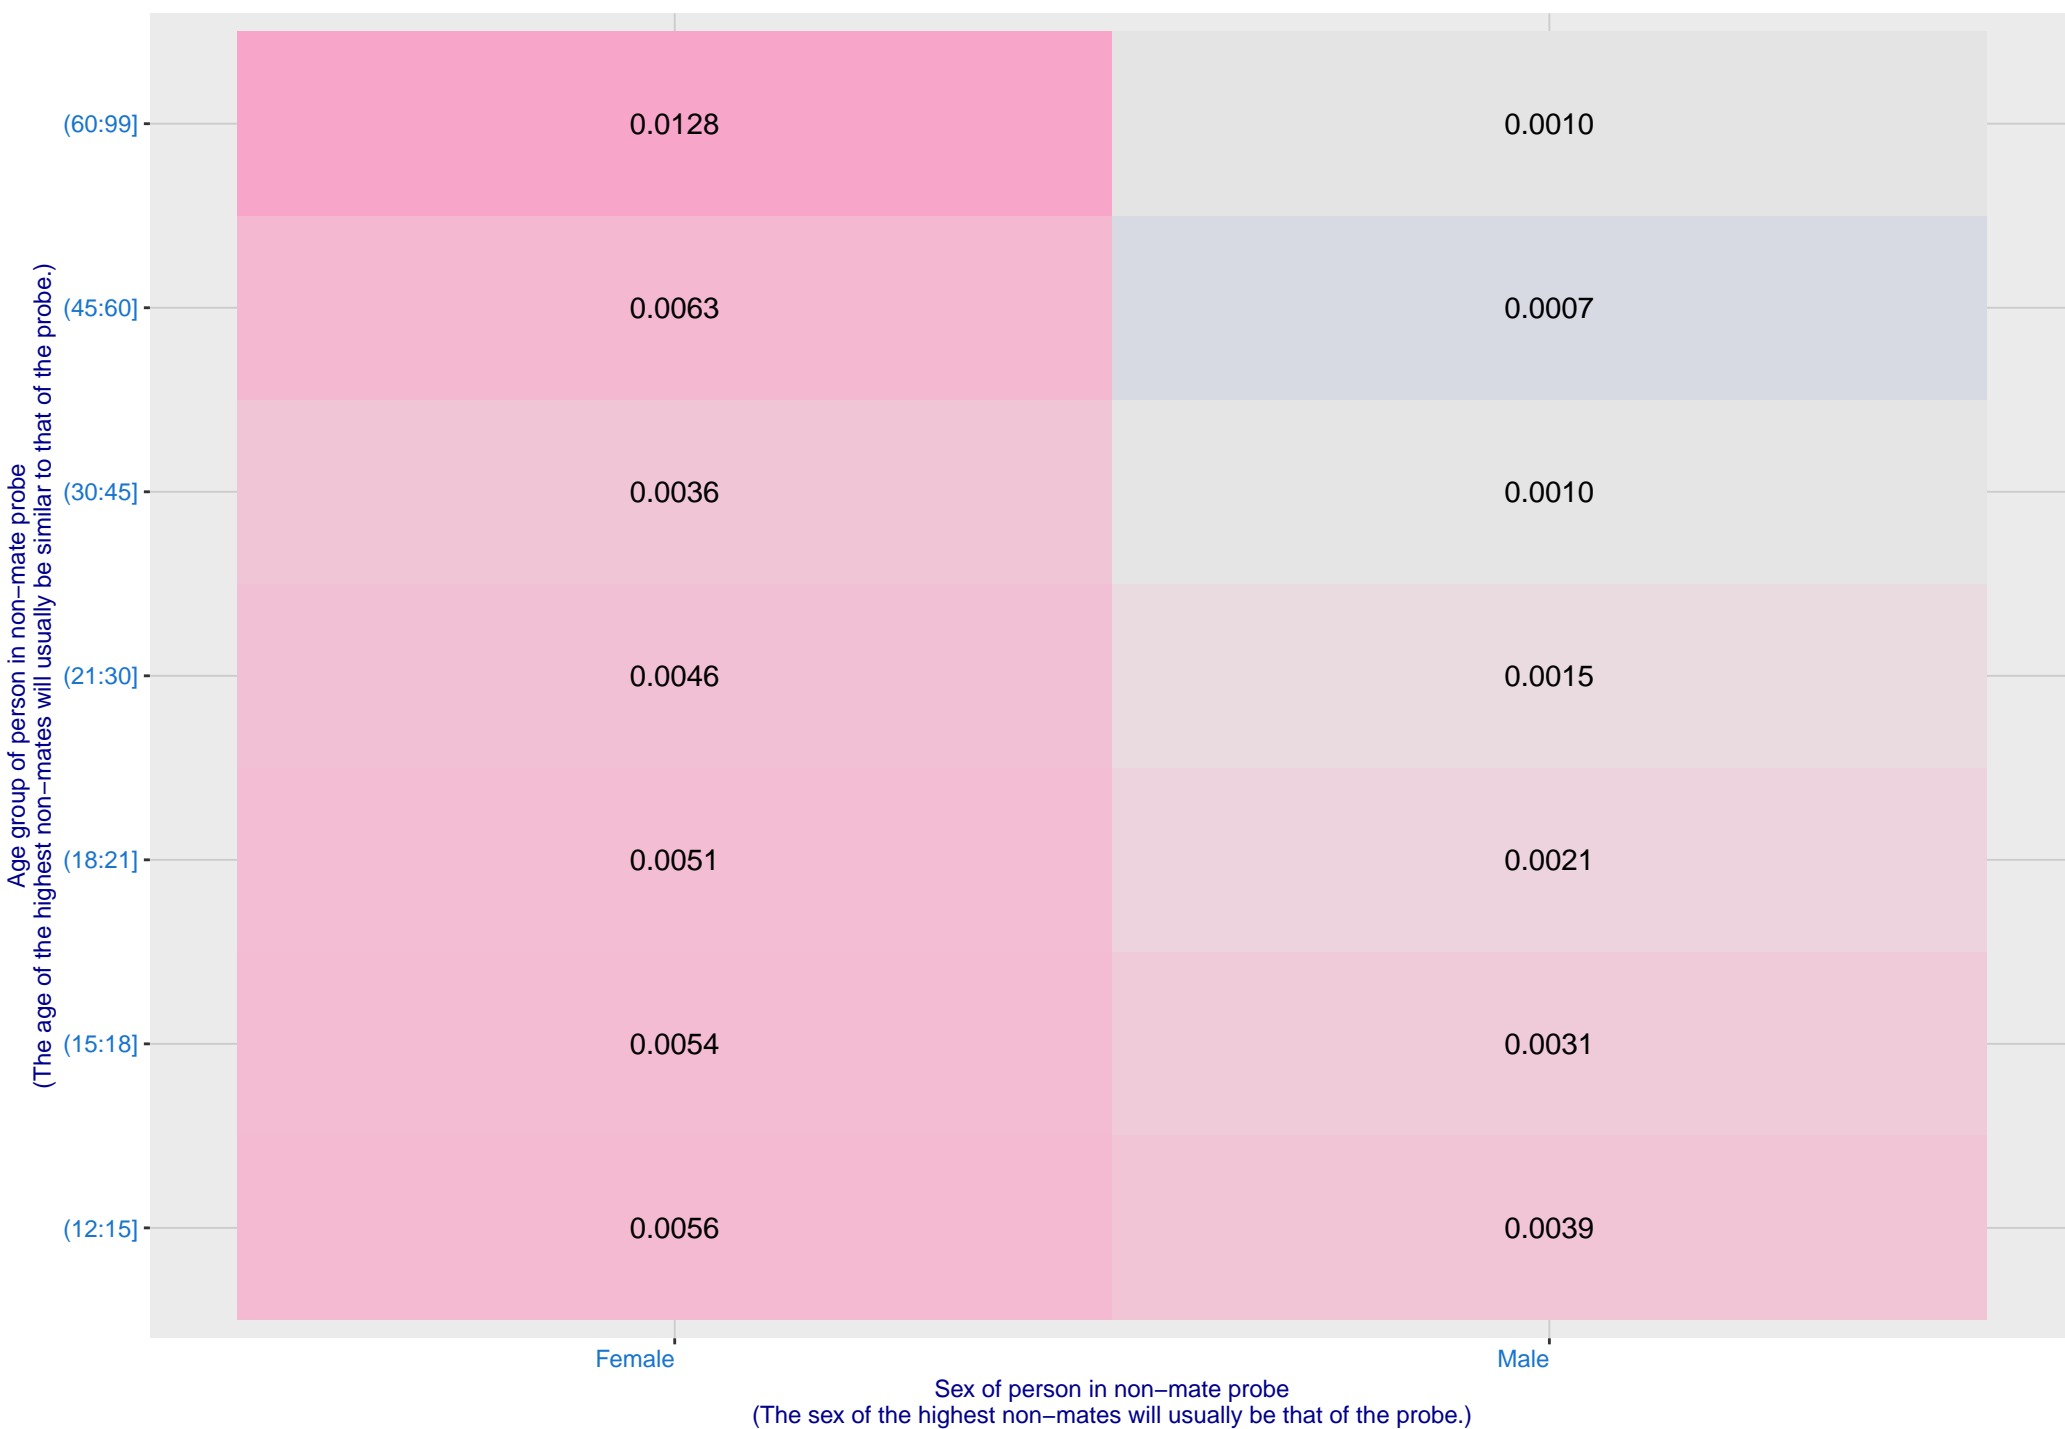 Age group of person in non−mate probe
(The age of the highest non−mates will usually be similar to that of the probe.)
(60:99] 0.0128 0.0010
(45:60] 0.0063 0.0007
(30:45] 0.0036 0.0010
(21:30] 0.0046 0.0015
(18:21] 0.0051 0.0021
(15:18] 0.0054 0.0031
(12:15] 0.0056 0.0039
Female Male
Sex of person in non−mate probe
(The sex of the highest non−mates will usually be that of the probe.)